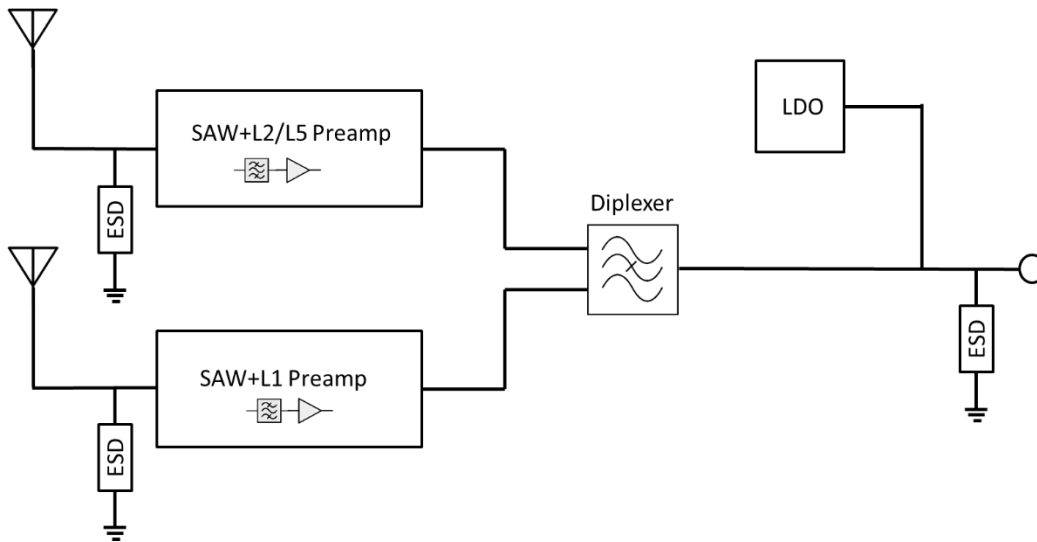 SAW+L2/L5 Preamp
LDO
ESD
Diplexer
SAW+L1 Preamp
ESD
ESD